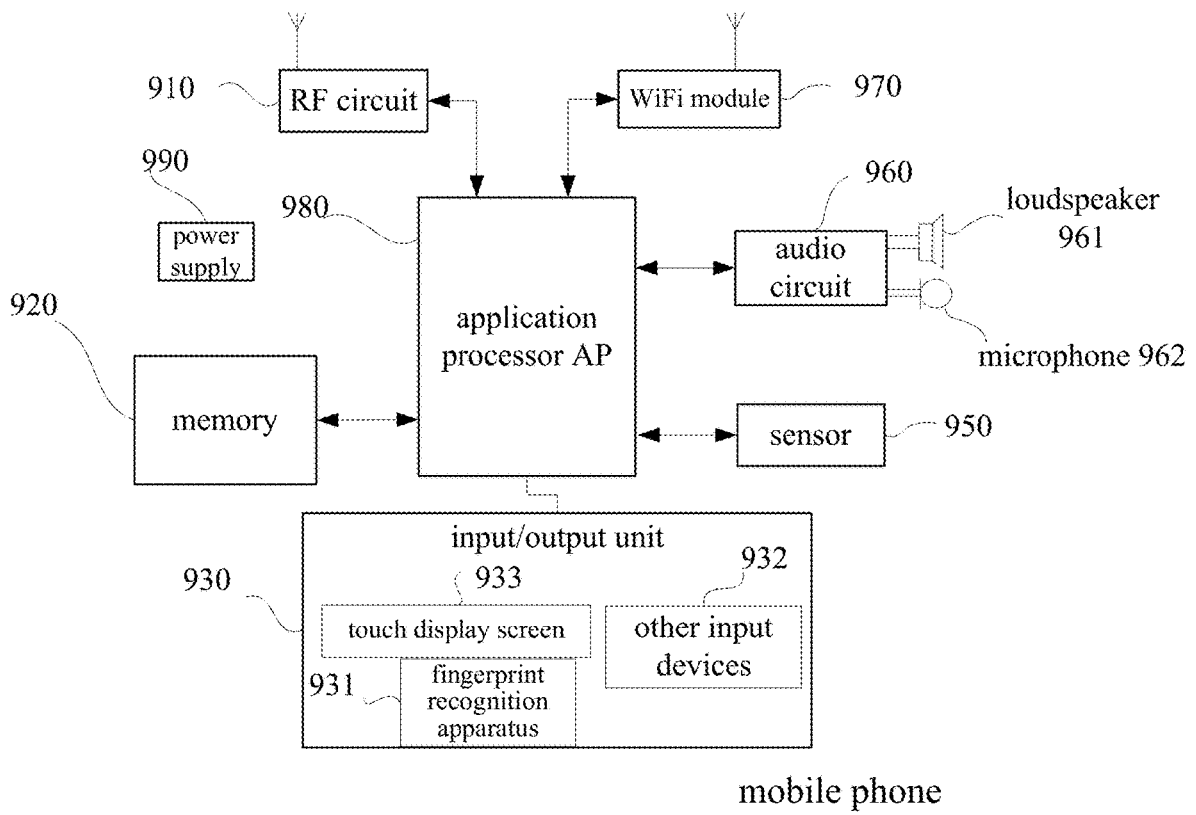 910
RF circuit
WiFi module
970
990
power
supply
980
960
audio
circuit
loudspeaker
961
application
processor AP
microphone 962
920
memory
sensor
950
input/output unit
930
933
932
touch display screen
other input
devices
931
fingerprint
recognition
apparatus
mobile phone